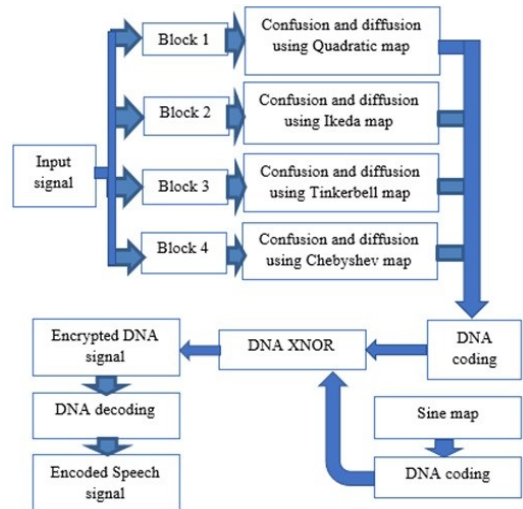 Block 1
Confusion and diffusion
using Quadratic map
Block 2
Confusion and diffusion
using Ikeda map
Input
signal
Block 3
Confusion and diffusion
using Tinkerbell map
Block 4
Confusion and diffusion
using Chebyshev map
Encrypted DNA
signal
DNA XNOR
DNA
coding
DNA decoding
Sine map
Encoded Speech
signal
DNA coding